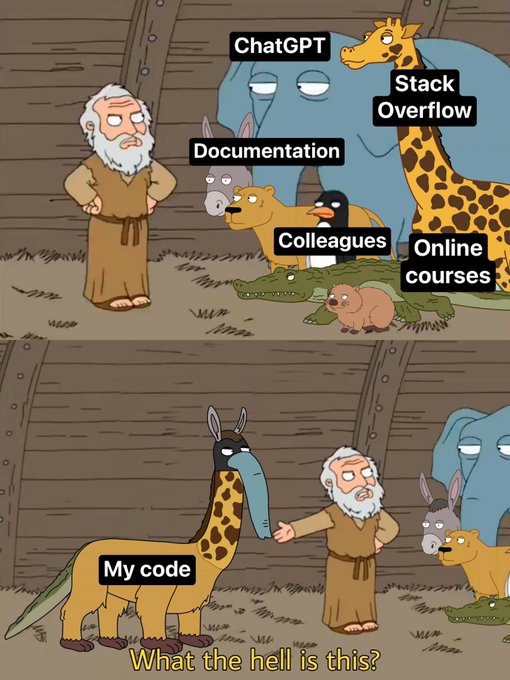 ChatGPT
Stack
Overflow
Documentation
Colleagues
Online
courses
My code
What the hell is this?